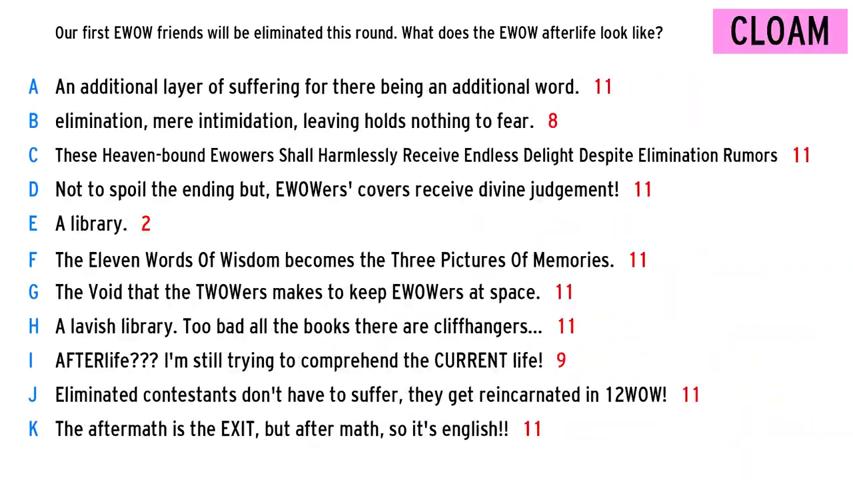 Our first EWOW friends will be eliminated this round. What does the EWOW afterlife look like?
CLOAM
A An additional layer of suffering for there being an additional word. 11
B elimination, mere intimidation, leaving holds nothing to fear. 8
C These Heaven-bound Ewowers Shall Harmlessly Receive Endless Delight Despite Elimination Rumors 11
D Not to spoil the ending but, EWOWers' covers receive divine judgement! 11
E A library. 2
F The Eleven Words Of Wisdom becomes the Three Pictures Of Memories. 11
G The Void that the TWOWers makes to keep EWOWers at space. 11
H A lavish library. Too bad all the books there are cliffhangers... 11
I AFTERlife??? I'm still trying to comprehend the CURRENT life! 9
J Eliminated contestants don't have to suffer, they get reincarnated in 12WOW! 11
K The aftermath is the EXIT, but after math, so it's english!! 11